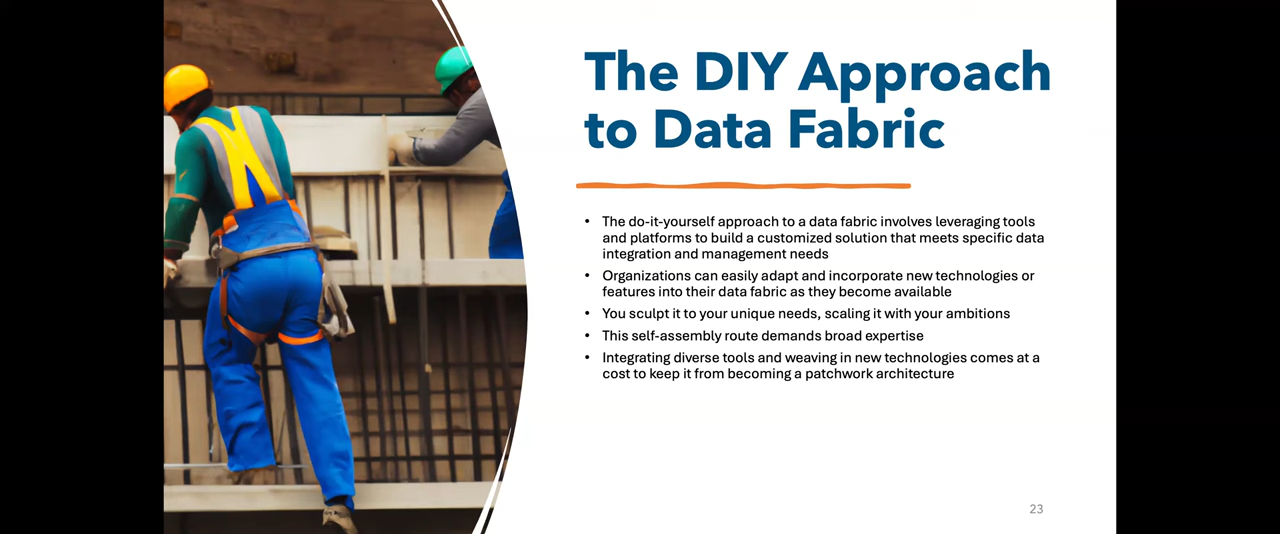 The DIY Approach
to Data Fabric
• The do-it-yourself approach to a data fabric involves leveraging tools
and platforms to build a customized solution that meets specific data
integration and management needs
• Organizations can easily adapt and incorporate new technologies or
features into their data fabric as they become available
• You sculpt it to your unique needs, scaling it with your ambitions
• This self-assembly route demands broad expertise
• Integrating diverse tools and weaving in new technologies comes at a
cost to keep it from becoming a patchwork architecture
23